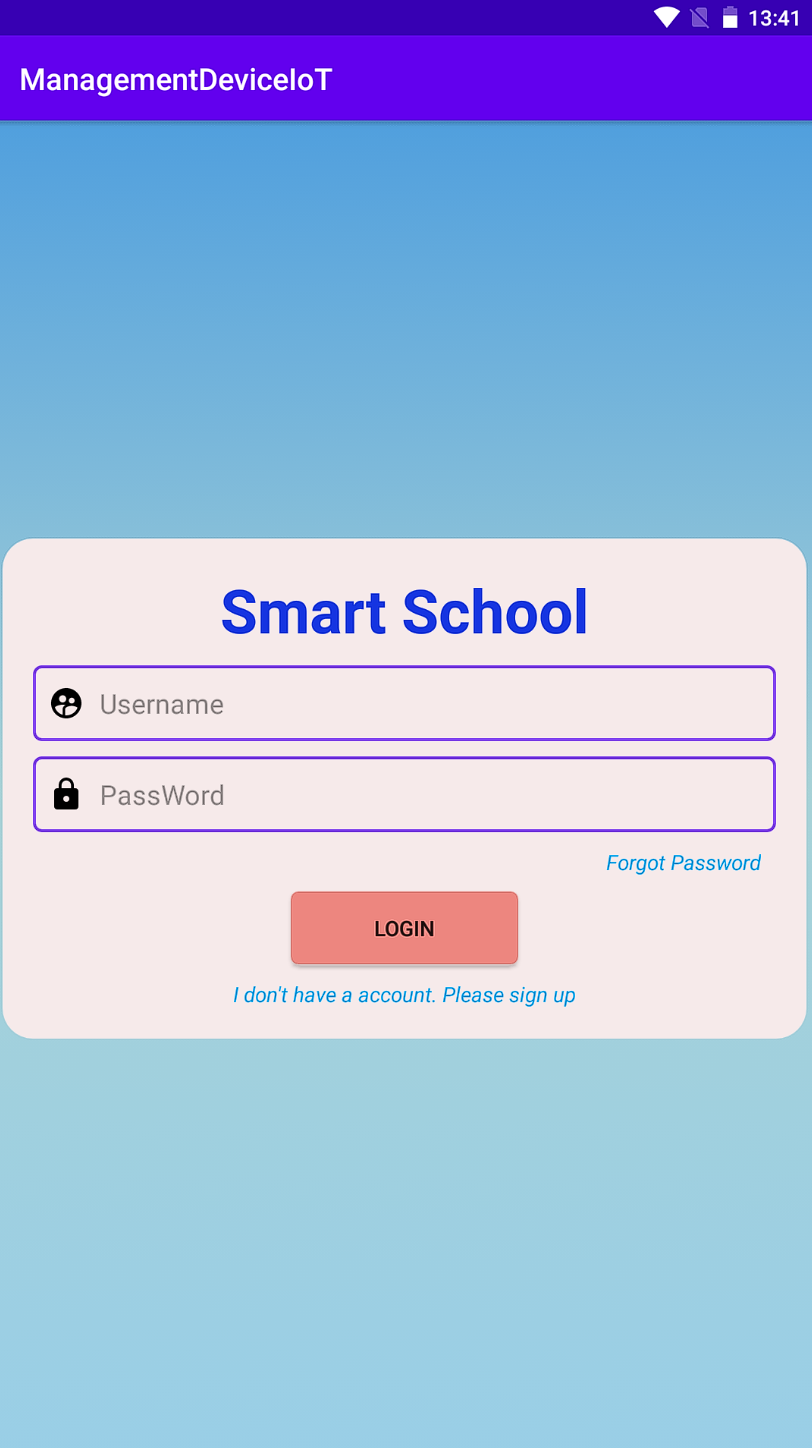 13:41
ManagementDeviceIoT
Smart School
Username
PassWord
Forgot Password
LOGIN
I don't have a account. Please sign up